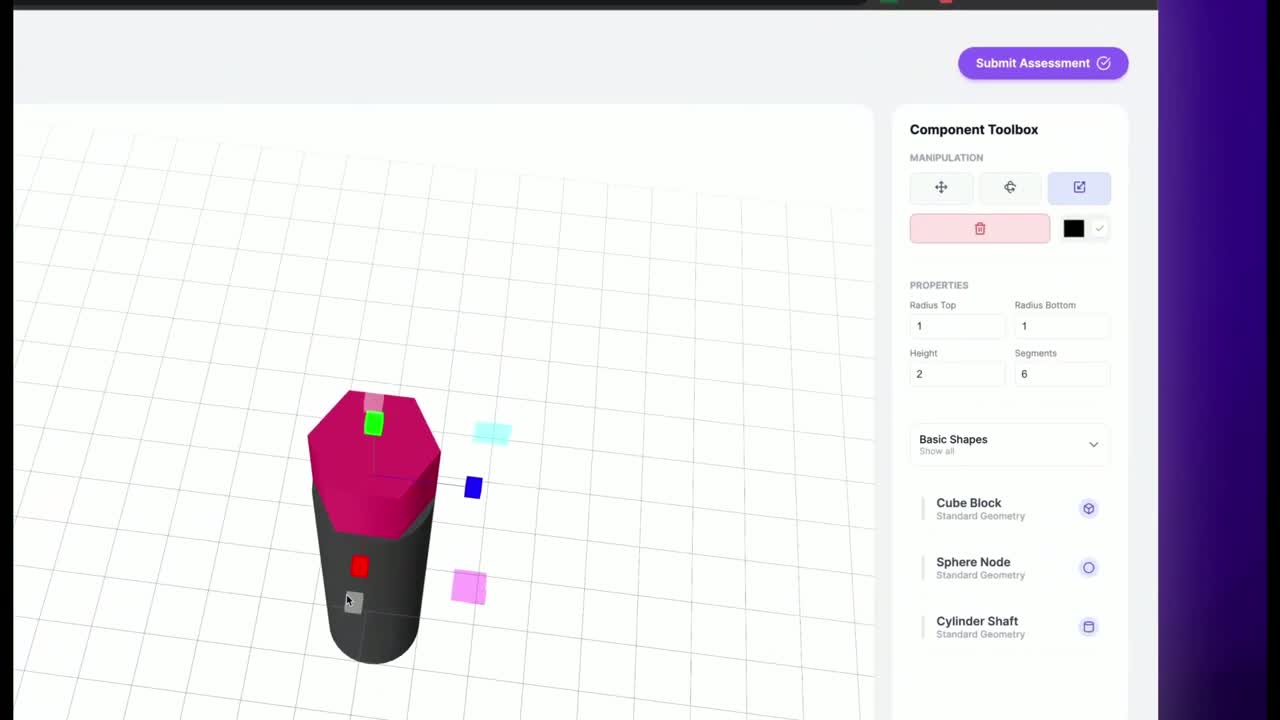 Submit Assessment
Component Toolbox
MANIPULATION
PROPERTIES
Radius Top Radius Bottom
1 1
Height Segments
2 6
Basic Shapes
Show all
Cube Block
Standard Geometry
Sphere Node
Standard Geometry
Cylinder Shaft
Standard Geometry